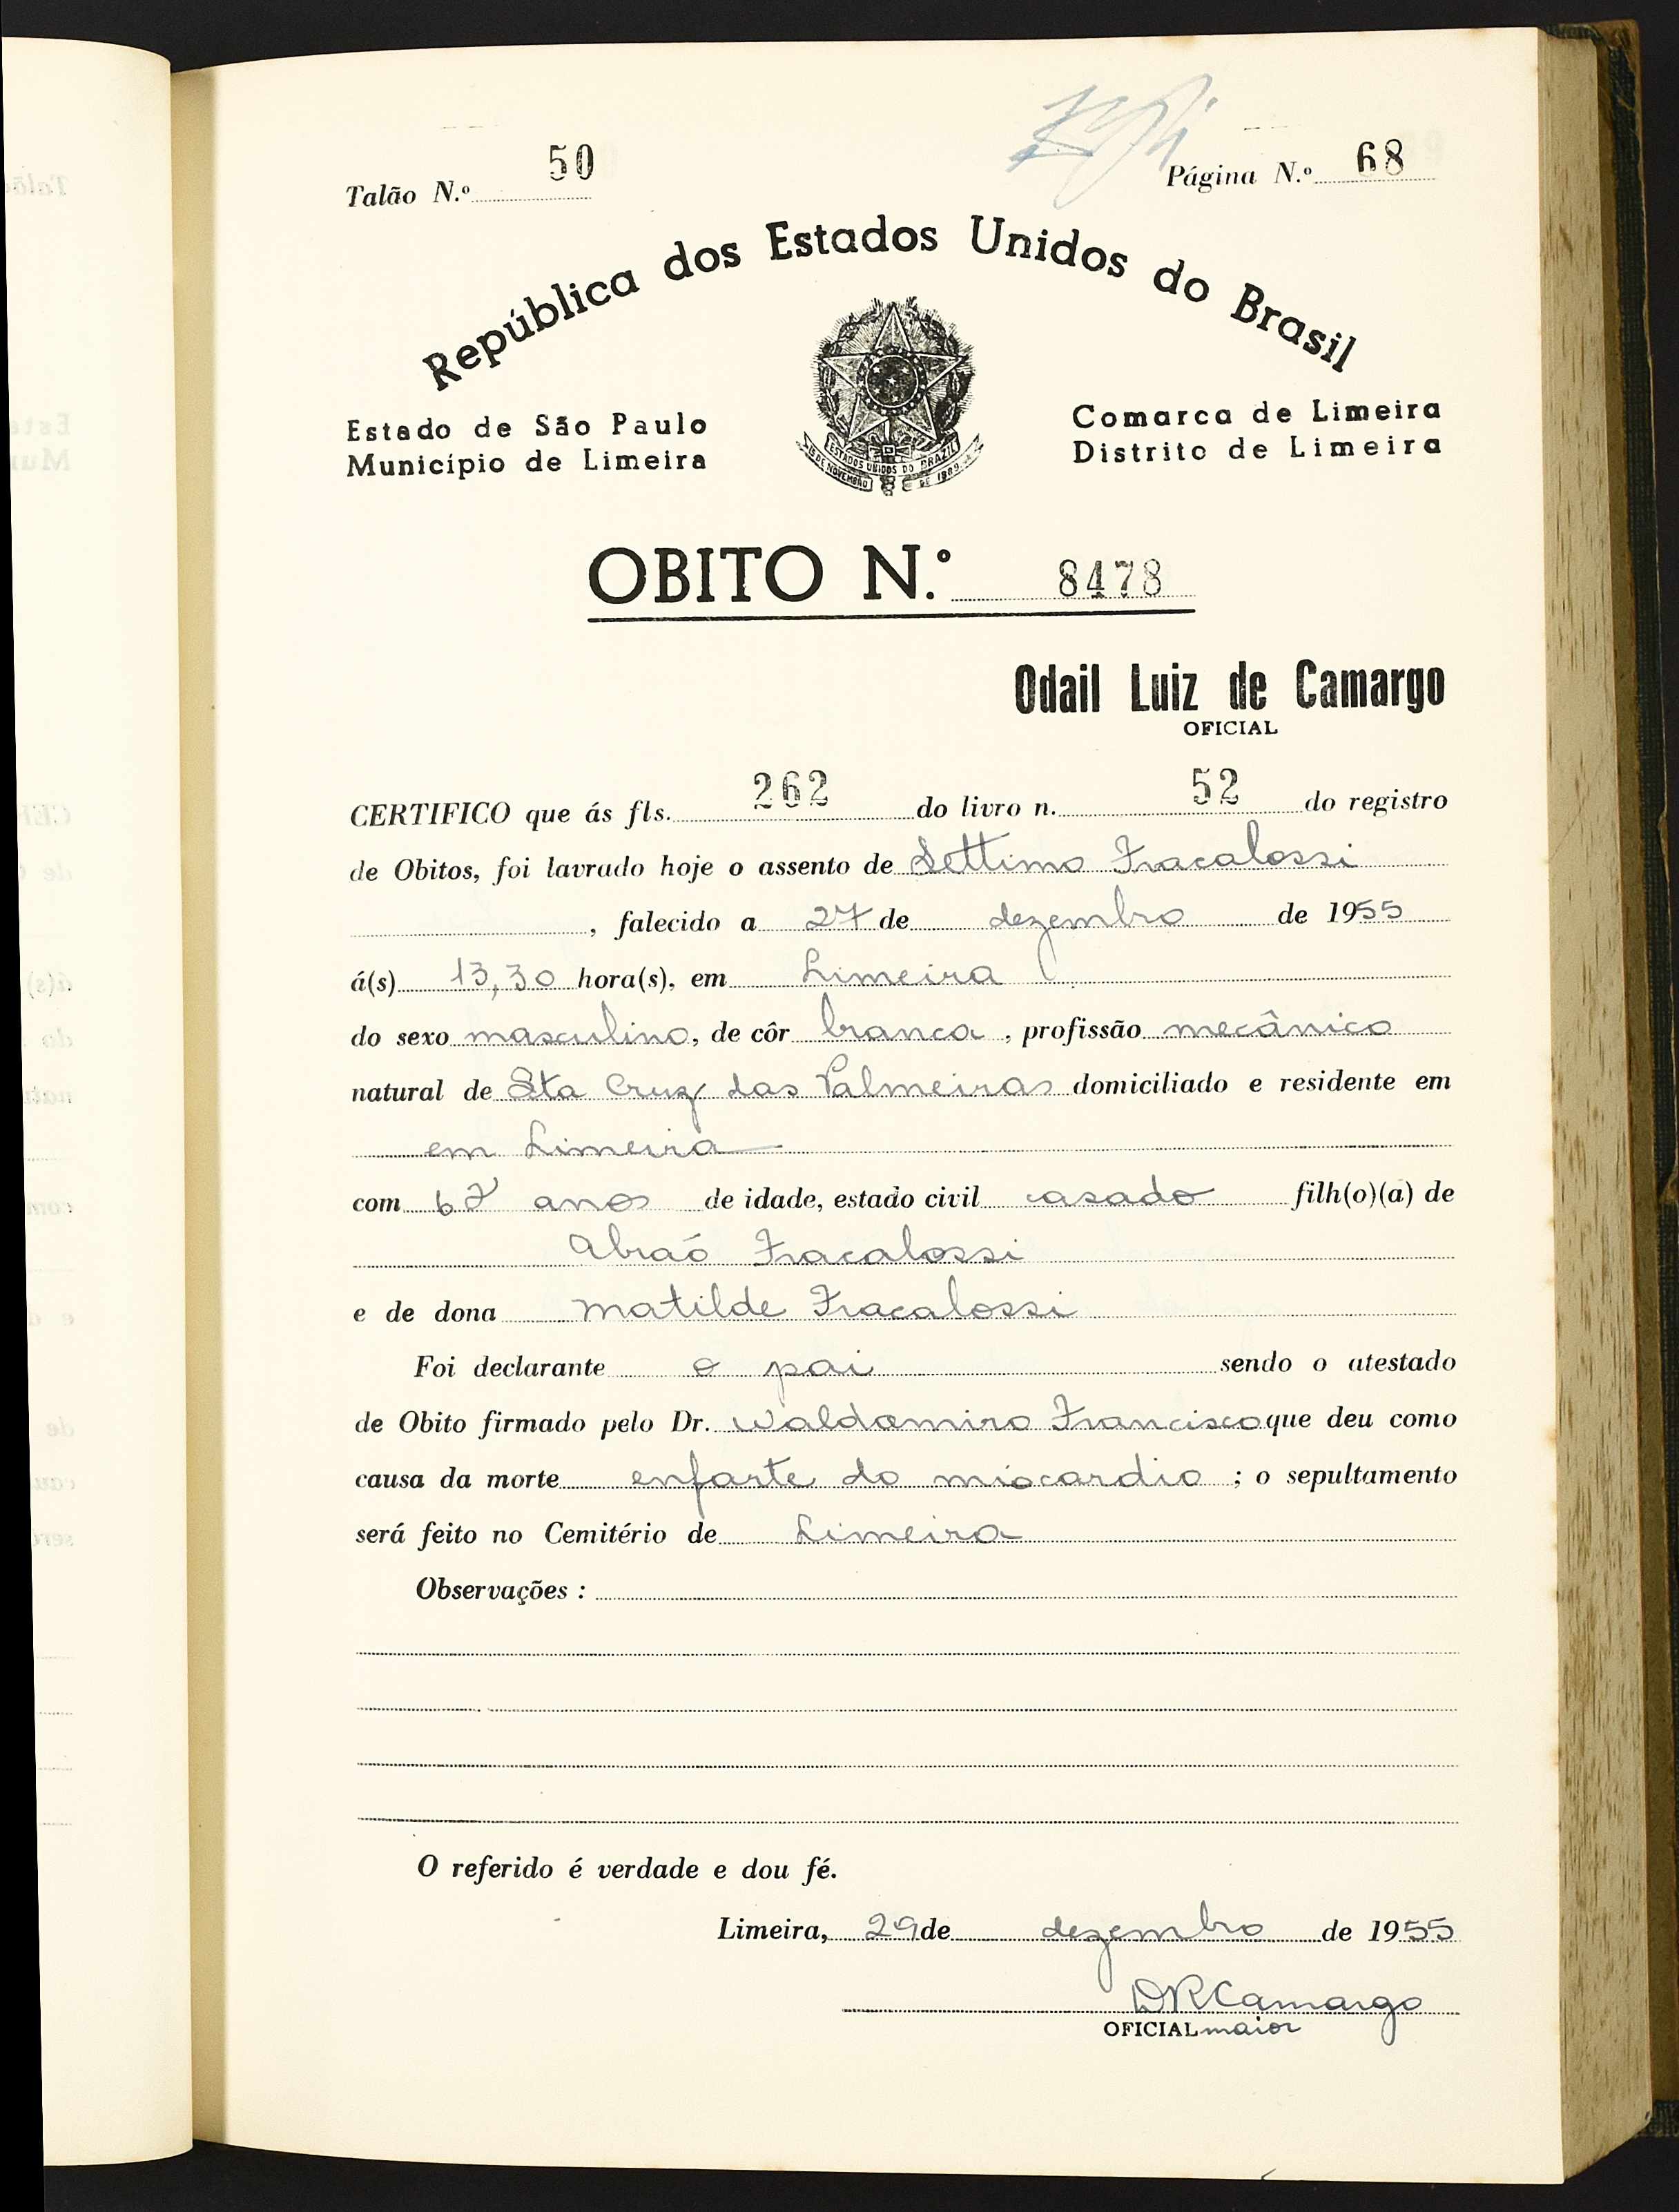 50
68
Talão N.º
Página N.º
República dos Estados Unidos do Brasil
Estado de São Paulo
Município de Limeira
Comarca de Limeira
Distrito de Limeira
ESTADOS UNIDOS DO BRAZIL
15 DE NOVEMBRO DE 1889
OBITO N.º 8478
Odail Luiz de Camargo
OFICIAL
CERTIFICO que ás fls. 262 do livro n. 52 do registro
de Obitos, foi lavrado hoje o assento de Settimo Fracalossi
, falecido a 27 de dezembro de 1955
á(s) 13,30 hora(s), em Limeira
do sexo masculino, de côr branca, profissão mecânico
natural de Sta Cruz das Palmeiras domiciliado e residente em
em Limeira
com 62 anos de idade, estado civil casado filh(o)(a) de
Abraó Fracalossi
e de dona Matilde Fracalossi
Foi declarante o pai sendo o atestado
de Obito firmado pelo Dr. Waldomiro Francisco que deu como
causa da morte enfarte do miocardio ; o sepultamento
será feito no Cemitério de Limeira
Observações :
O referido é verdade e dou fé.
Limeira, 29 de dezembro de 1955
DRCamargo
OFICIAL maior